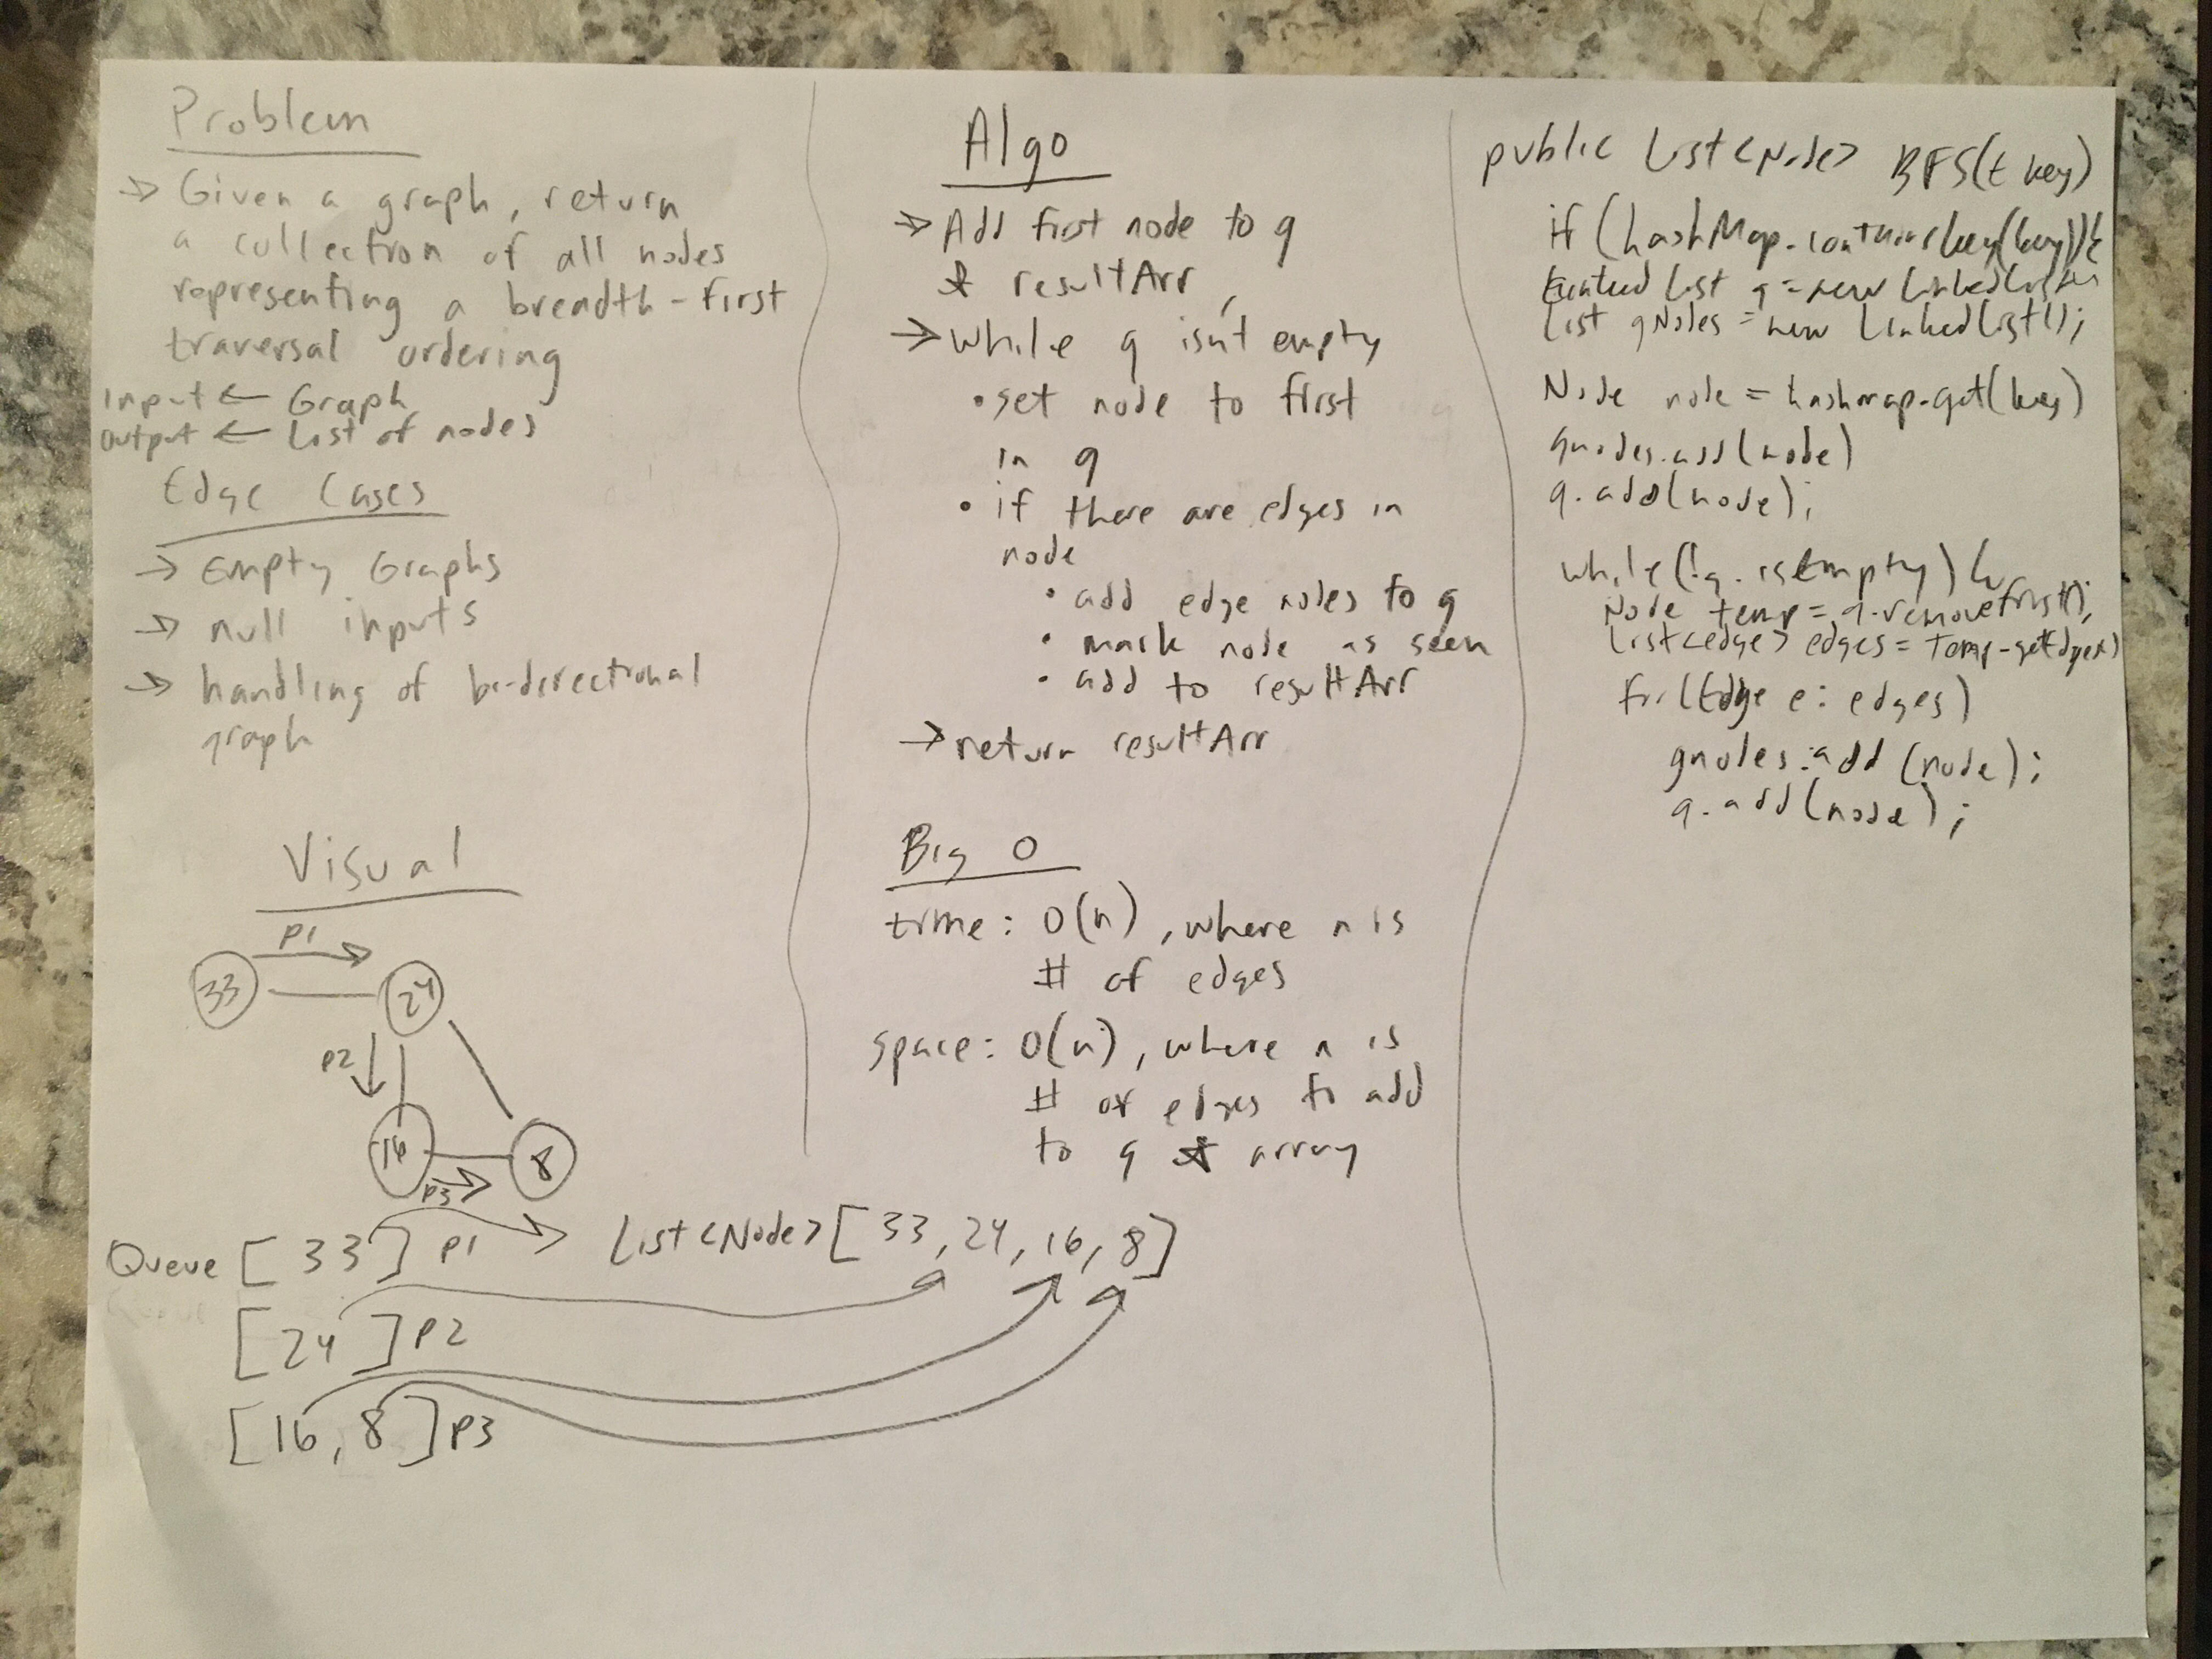 Problem
→ Given a graph, return
a collection of all nodes
representing a breadth-first
traversal ordering
Input ← Graph
Output ← List of nodes
Edge Cases
→ Empty Graphs
→ null inputs
→ handling of bi-directional
graph
Visual
P1
33
24
P2
16
8
P3
Queue [ 33 ] P1 → List<Node> [ 33, 24, 16, 8 ]
[ 24 ] P2
[ 16, 8 ] P3
Algo
→ Add first node to q
& resultArr
→ while q isn't empty
• set node to first
in q
• if there are edges in
node
• add edge nodes to q
• mark node as seen
• add to resultArr
→ return resultArr
Big O
time: O(n), where n is
# of edges
space: O(n), where n is
# of edges to add
to q & array
public List<Node> BFS(t key)
if (hashMap.containsKey(key)){
List q = new LinkedList
List gNodes = new LinkedList();
Node node = hashmap.get(key)
gnodes.add(node)
q.add(node);
while(!q.isEmpty) {
Node temp = q.removeFirst();
List<edge> edges = temp.getEdges)
for(Edge e: edges)
gnodes.add(node);
q.add(node);